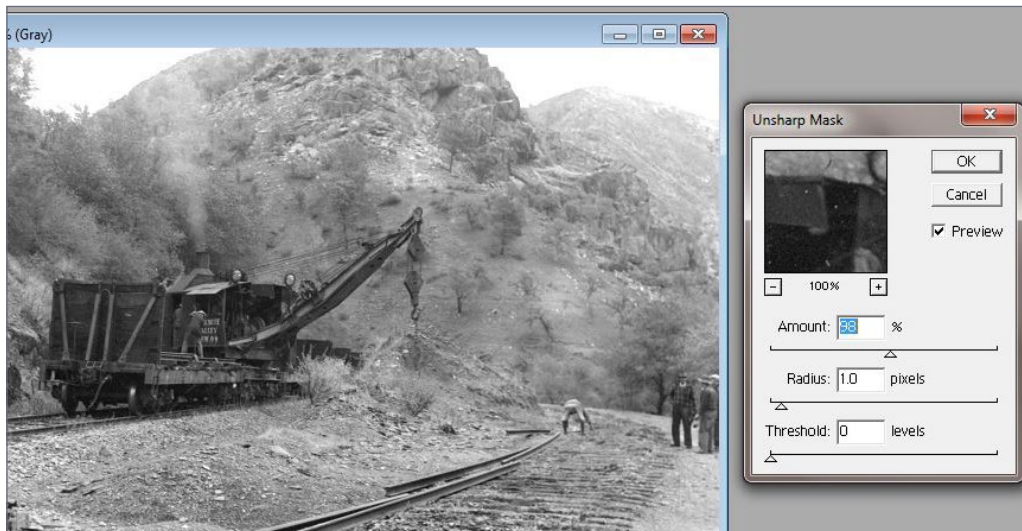 % (Gray)
Unsharp Mask
OK
Cancel
Preview
100%
Amount: 98 %
Radius: 1.0 pixels
Threshold: 0 levels